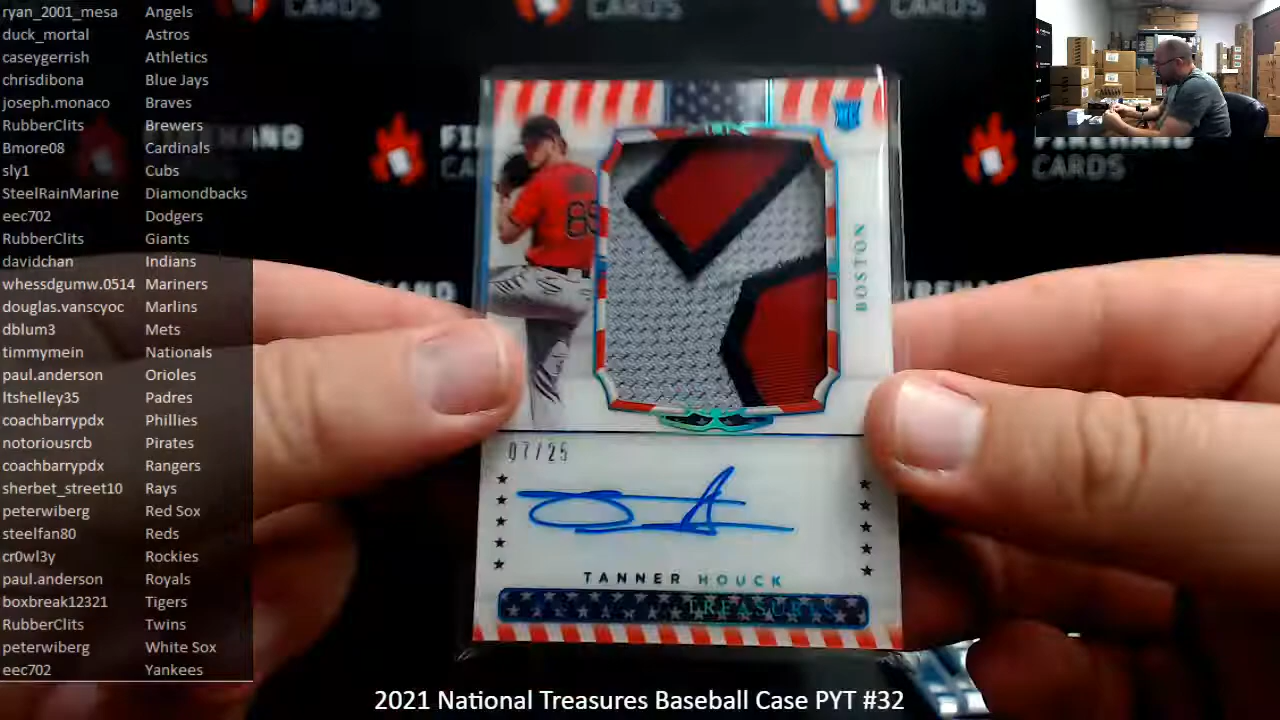 ryan_2001_mesa Angels
duck_mortal Astros
caseygerrish Athletics
chrisdibona Blue Jays
joseph.monaco Braves
RubberClits Brewers
Bmore08 Cardinals
sly1 Cubs
SteelRainMarine Diamondbacks
eec702 Dodgers
RubberClits Giants
davidchan Indians
whessdgumw.0514 Mariners
douglas.vanscyoc Marlins
dblum3 Mets
timmymein Nationals
paul.anderson Orioles
ltshelley35 Padres
coachbarrypdx Phillies
notoriousrcb Pirates
coachbarrypdx Rangers
sherbet_street10 Rays
peterwiberg Red Sox
steelfan80 Reds
cr0wl3y Rockies
paul.anderson Royals
boxbreak12321 Tigers
RubberClits Twins
peterwiberg White Sox
eec702 Yankees
CARDS
CARDS
CARDS
CARDS
85
BOSTON
07/25
TANNER HOUCK
TREASURES
2021 National Treasures Baseball Case PYT #32